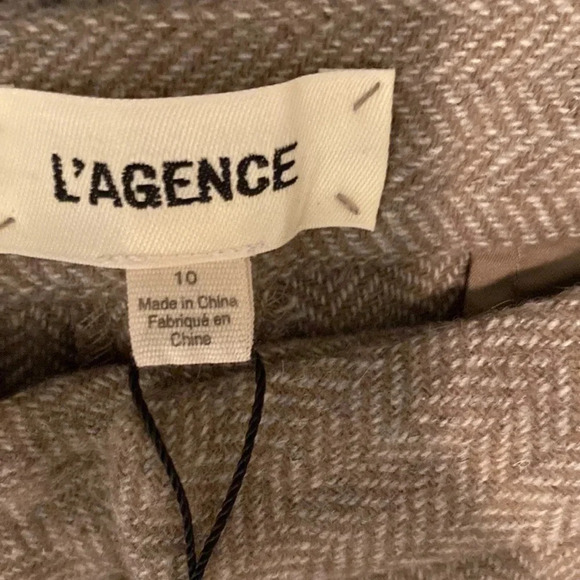 L'AGENCE
10
Made in China
Fabriqué en
Chine